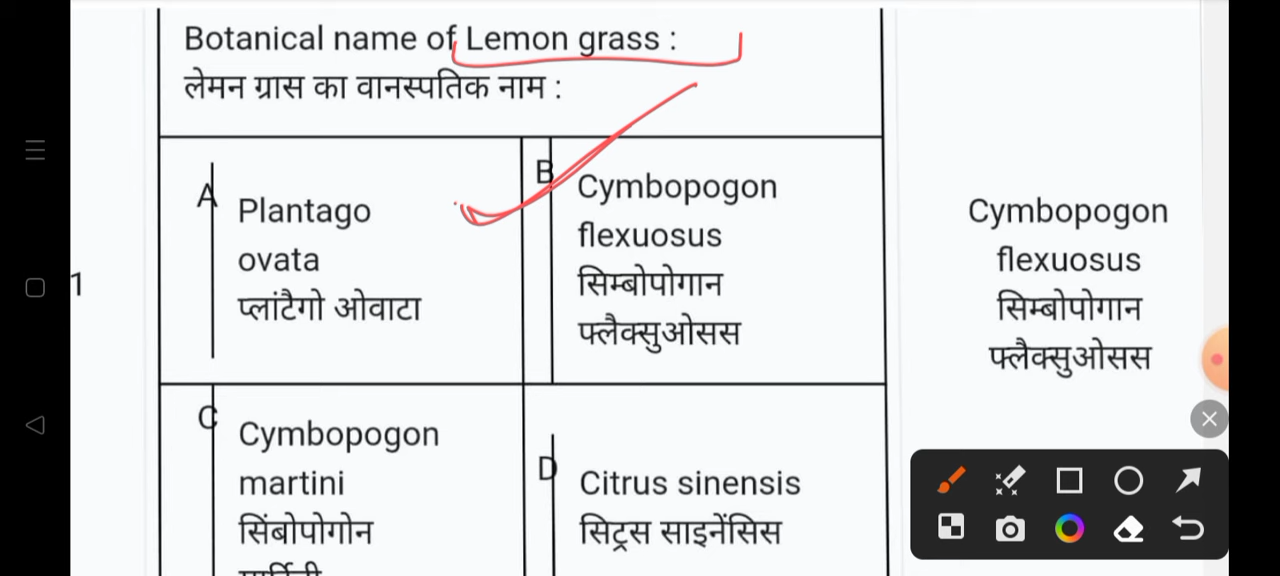 Botanical name of Lemon grass :
लेमन ग्रास का वानस्पतिक नाम :
1
A
Plantago
ovata
प्लांटैगो ओवाटा
B
Cymbopogon
flexuosus
सिम्बोपोगान
फ्लैक्सुओसस
C
Cymbopogon
martini
सिंबोपोगोन
D
Citrus sinensis
सिट्रस साइनेंसिस
Cymbopogon
flexuosus
सिम्बोपोगान
फ्लैक्सुओसस